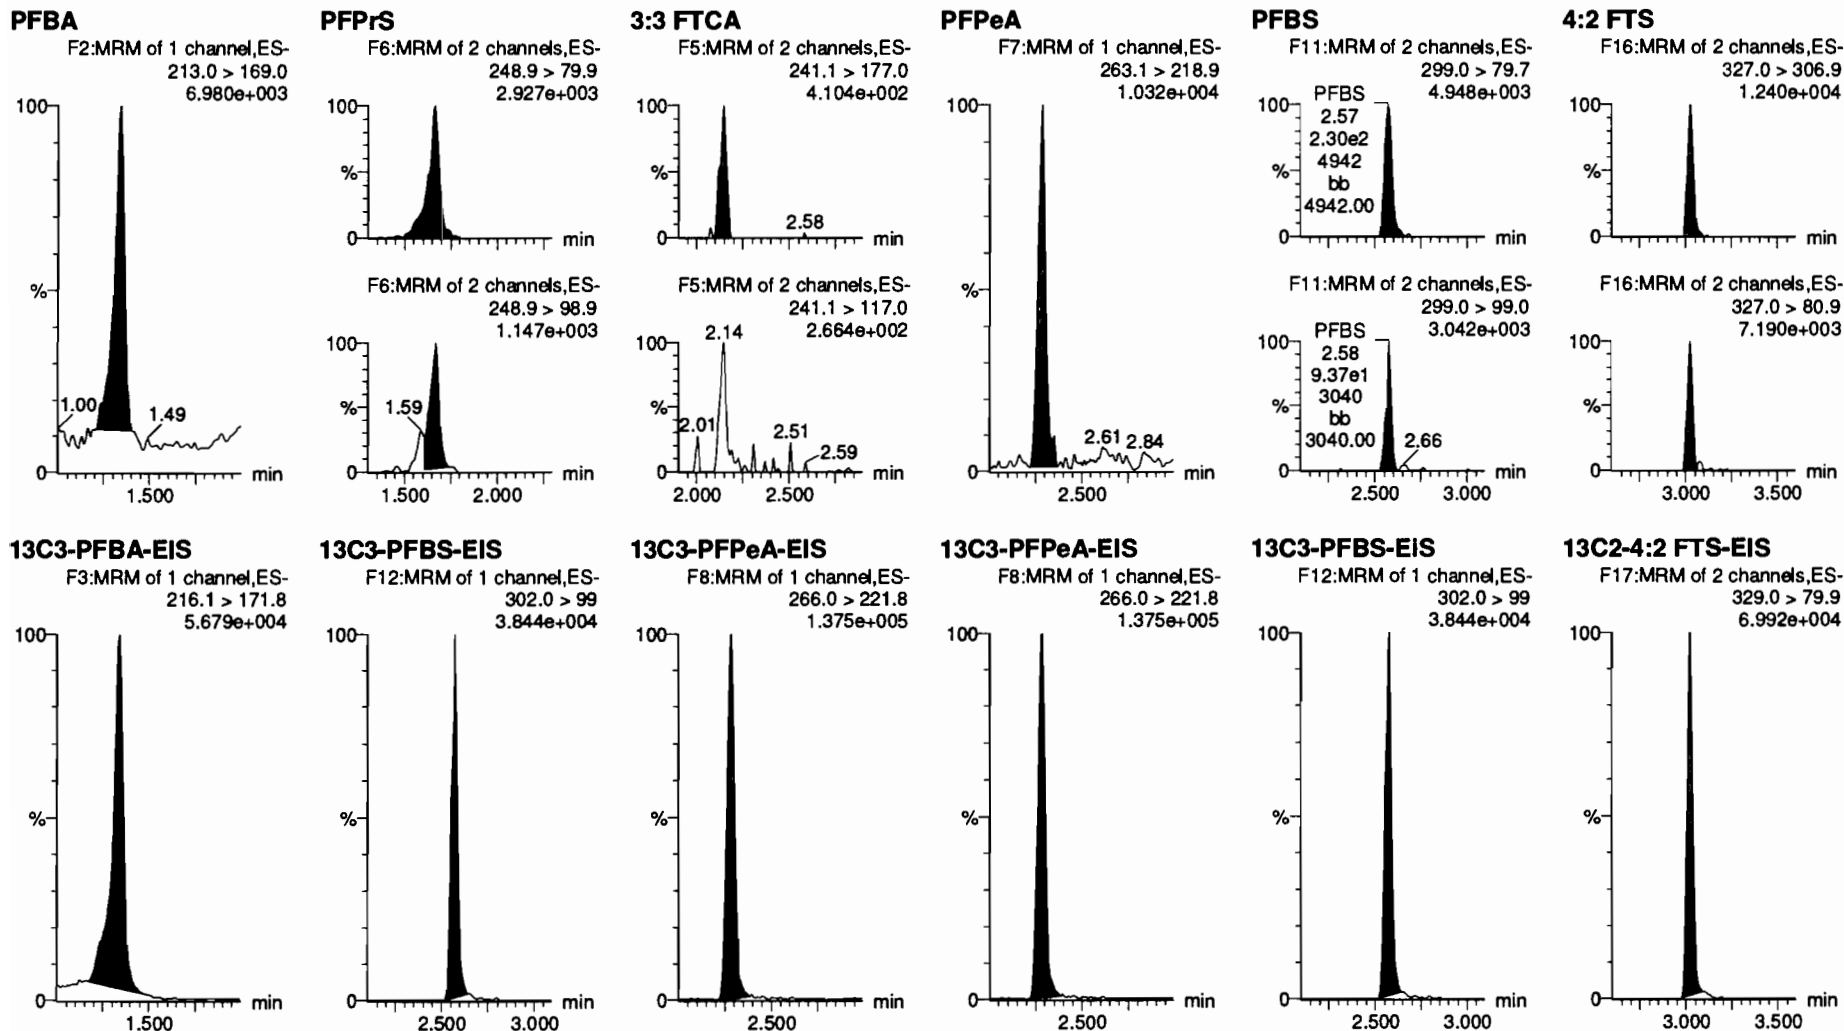 PFBA
F2:MRM of 1 channel,ES-
213.0 > 169.0
6.980e+003
100
%
0
1.00
1.49
min
1.500
PFPrS
F6:MRM of 2 channels,ES-
248.9 > 79.9
2.927e+003
100
%
0
min
F6:MRM of 2 channels,ES-
248.9 > 98.9
1.147e+003
100
%
0
1.59
min
1.500
2.000
3:3 FTCA
F5:MRM of 2 channels,ES-
241.1 > 177.0
4.104e+002
100
%
0
2.58
min
F5:MRM of 2 channels,ES-
241.1 > 117.0
2.664e+002
100
%
0
2.14
2.01
2.51
2.59
min
2.000
2.500
PFPeA
F7:MRM of 1 channel,ES-
263.1 > 218.9
1.032e+004
100
%
0
2.61
2.84
min
2.500
PFBS
F11:MRM of 2 channels,ES-
299.0 > 79.7
4.948e+003
100
%
0
PFBS
2.57
2.30e2
4942
bb
4942.00
min
F11:MRM of 2 channels,ES-
299.0 > 99.0
3.042e+003
100
%
0
PFBS
2.58
9.37e1
3040
bb
3040.00
2.66
min
2.500
3.000
4:2 FTS
F16:MRM of 2 channels,ES-
327.0 > 306.9
1.240e+004
100
%
0
min
F16:MRM of 2 channels,ES-
327.0 > 80.9
7.190e+003
100
%
0
min
3.000
3.500
13C3-PFBA-EIS
F3:MRM of 1 channel,ES-
216.1 > 171.8
5.679e+004
100
%
0
min
1.500
13C3-PFBS-EIS
F12:MRM of 1 channel,ES-
302.0 > 99
3.844e+004
100
%
0
min
2.500
3.000
13C3-PFPeA-EIS
F8:MRM of 1 channel,ES-
266.0 > 221.8
1.375e+005
100
%
0
min
2.500
13C3-PFPeA-EIS
F8:MRM of 1 channel,ES-
266.0 > 221.8
1.375e+005
100
%
0
min
2.500
13C3-PFBS-EIS
F12:MRM of 1 channel,ES-
302.0 > 99
3.844e+004
100
%
0
min
2.500
3.000
13C2-4:2 FTS-EIS
F17:MRM of 2 channels,ES-
329.0 > 79.9
6.992e+004
100
%
0
min
3.000
3.500